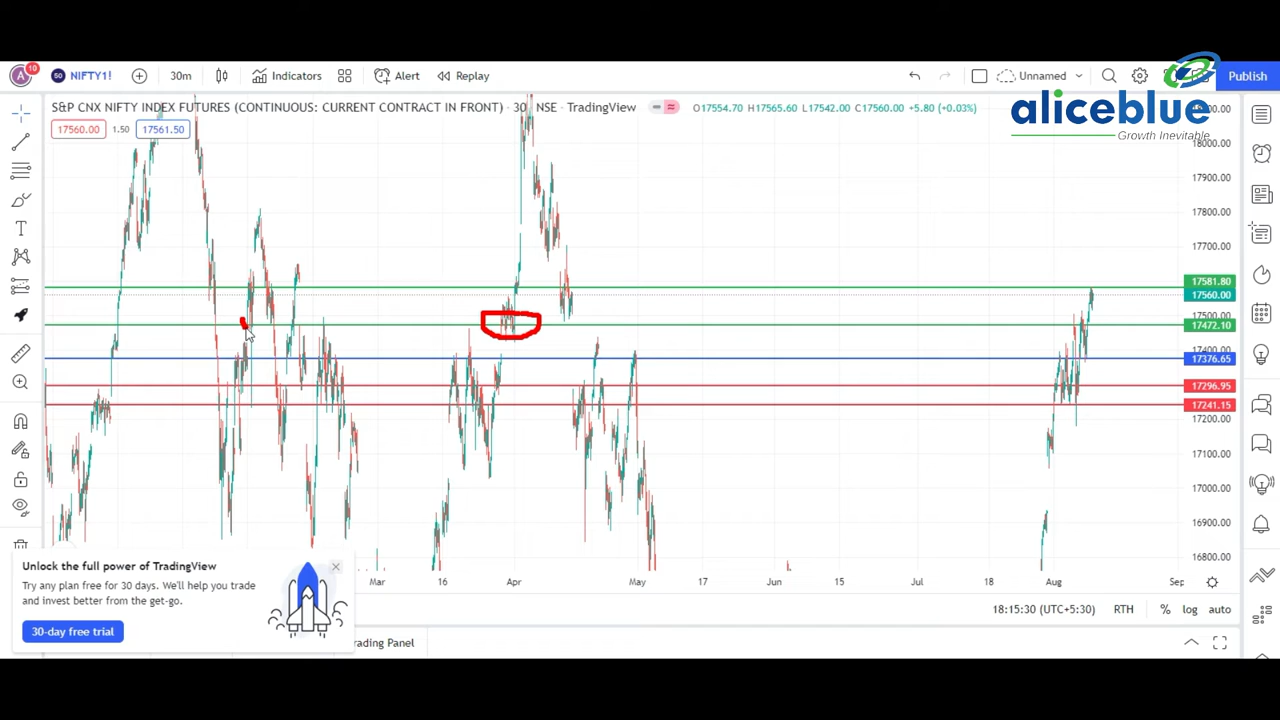 A 10 50 NIFTY1! 30m Indicators Alert Replay Unnamed Publish
S&P CNX NIFTY INDEX FUTURES (CONTINUOUS: CURRENT CONTRACT IN FRONT) · 30 · NSE · TradingView O17554.70 H17565.60 L17542.00 C17560.00 +5.80 (+0.03%)
17560.00 1.50 17561.50
aliceblue
Growth Inevitable
18000.00
17900.00
17800.00
17700.00
17581.80
17560.00
17500.00
17472.10
17400.00
17376.65
17296.95
17241.15
17200.00
17100.00
17000.00
16900.00
16800.00
Mar 16 Apr May 17 Jun 15 Jul 18 Aug Sep
18:15:30 (UTC+5:30) RTH % log auto
rading Panel
Unlock the full power of TradingView
Try any plan free for 30 days. We'll help you trade
and invest better from the get-go.
30-day free trial